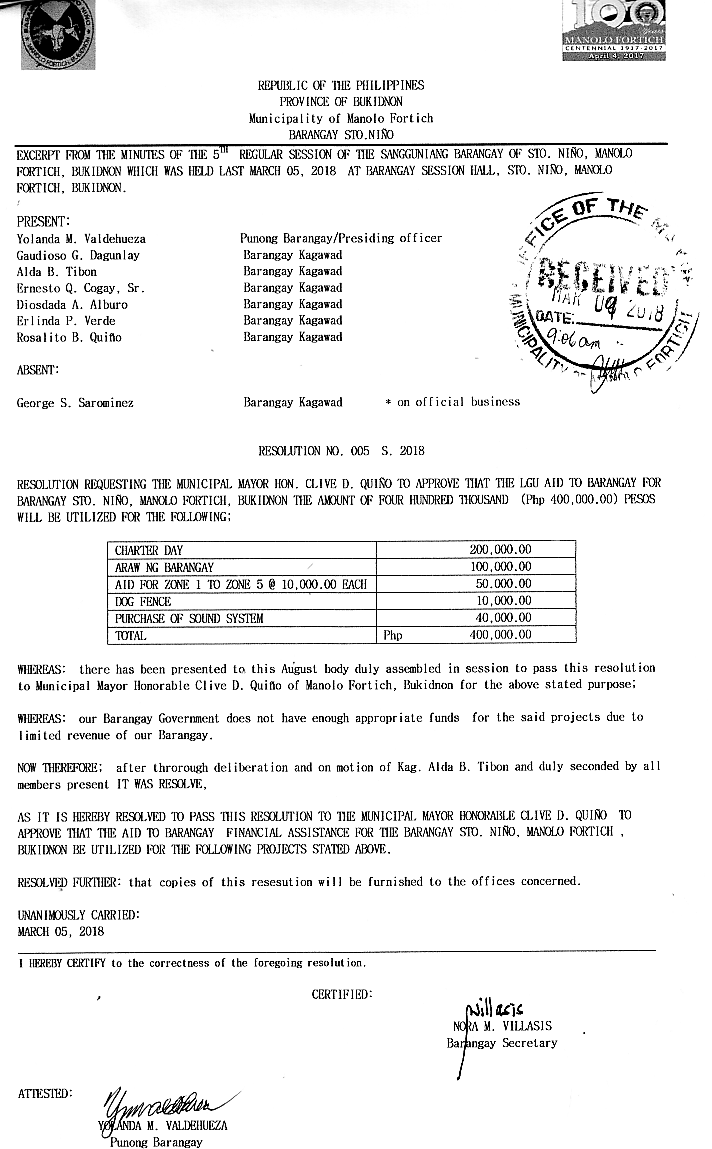 100 Years
MANOLO FORTICH
CENTENNIAL 1917-2017
April 4, 2017
REPUBLIC OF THE PHILIPPINES
PROVINCE OF BUKIDNON
Municipality of Manolo Fortich
BARANGAY STO.NIÑO
EXCERPT FROM THE MINUTES OF THE 5TH REGULAR SESSION OF THE SANGGUNIANG BARANGAY OF STO. NIÑO, MANOLO
FORTICH, BUKIDNON WHICH WAS HELD LAST MARCH 05, 2018 AT BARANGAY SESSION HALL, STO. NIÑO, MANOLO
FORTICH, BUKIDNON.
PRESENT:
Yolanda M. Valdehueza Punong Barangay/Presiding officer
Gaudioso G. Dagunlay Barangay Kagawad
Alda B. Tibon Barangay Kagawad
Ernesto Q. Cogay, Sr. Barangay Kagawad
Diosdada A. Alburo Barangay Kagawad
Erlinda P. Verde Barangay Kagawad
Rosalito B. Quiño Barangay Kagawad
OFFICE OF THE
RECEIVED
MAR 09 2018
DATE:
9:06am
MUNICIPALITY OF MANOLO FORTICH
ABSENT:
George S. Sarominez Barangay Kagawad * on official business
RESOLUTION NO. 005 S. 2018
RESOLUTION REQUESTING THE MUNICIPAL MAYOR HON. CLIVE D. QUIÑO TO APPROVE THAT THE LGU AID TO BARANGAY FOR
BARANGAY STO. NIÑO, MANOLO FORTICH, BUKIDNON THE AMOUNT OF FOUR HUNDRED THOUSAND (Php 400,000.00) PESOS
WILL BE UTILIZED FOR THE FOLLOWING;
CHARTER DAY 200,000.00
ARAW NG BARANGAY 100,000.00
AID FOR ZONE 1 TO ZONE 5 @ 10,000.00 EACH 50.000.00
DOG FENCE 10,000.00
PURCHASE OF SOUND SYSTEM 40,000.00
TOTAL Php 400,000.00
WHEREAS: there has been presented to this August body duly assembled in session to pass this resolution
to Municipal Mayor Honorable Clive D. Quiño of Manolo Fortich, Bukidnon for the above stated purpose;
WHEREAS: our Barangay Government does not have enough appropriate funds for the said projects due to
limited revenue of our Barangay.
NOW THEREFORE; after throrough deliberation and on motion of Kag. Alda B. Tibon and duly seconded by all
members present IT WAS RESOLVE,
AS IT IS HEREBY RESOLVED TO PASS THIS RESOLUTION TO THE MUNICIPAL MAYOR HONORABLE CLIVE D. QUIÑO TO
APPROVE THAT THE AID TO BARANGAY FINANCIAL ASSISTANCE FOR THE BARANGAY STO. NIÑO, MANOLO FORTICH ,
BUKIDNON BE UTILIZED FOR THE FOLLOWING PROJECTS STATED ABOVE.
RESOLVED FURTHER: that copies of this resesution will be furnished to the offices concerned.
UNANIMOUSLY CARRIED:
MARCH 05, 2018
I HEREBY CERTIFY to the correctness of the foregoing resolution.
CERTIFIED:
NORA M. VILLASIS
Barangay Secretary
ATTESTED:
YOLANDA M. VALDEHUEZA
Punong Barangay